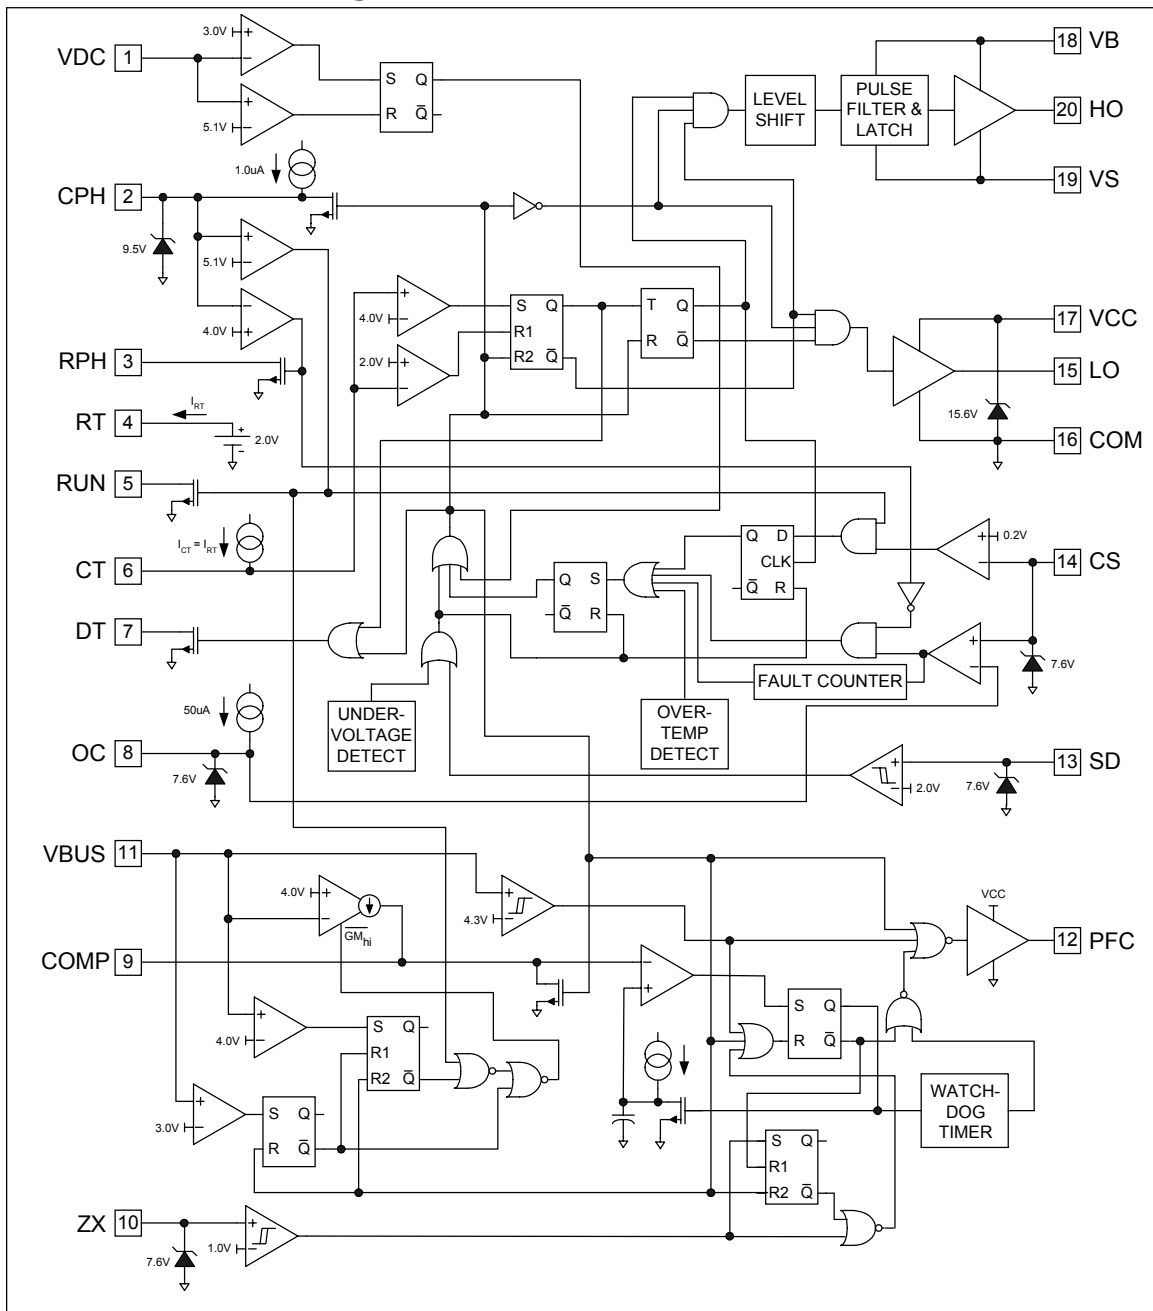 3.0V
VDC 1
5.1V
S Q
R Q̅
18 VB
LEVEL SHIFT
PULSE FILTER & LATCH
20 HO
19 VS
1.0uA
CPH 2
9.5V
5.1V
4.0V
4.0V
2.0V
S Q
R1
R2 Q̅
T Q
R Q̅
17 VCC
15 LO
15.6V
16 COM
RPH 3
RT 4
I_RT
+
-
2.0V
RUN 5
I_CT = I_RT
CT 6
DT 7
Q D
CLK
Q̅ R
0.2V
14 CS
7.6V
Q S
Q̅ R
FAULT COUNTER
UNDER-VOLTAGE DETECT
OVER-TEMP DETECT
50uA
OC 8
7.6V
13 SD
2.0V
7.6V
VBUS 11
4.0V
G̅M̅hi
4.3V
VCC
12 PFC
COMP 9
4.0V
S Q
R1
R2 Q̅
3.0V
S Q
R Q̅
S Q
R Q̅
WATCH-DOG TIMER
S Q
R1
R2 Q̅
ZX 10
7.6V
1.0V